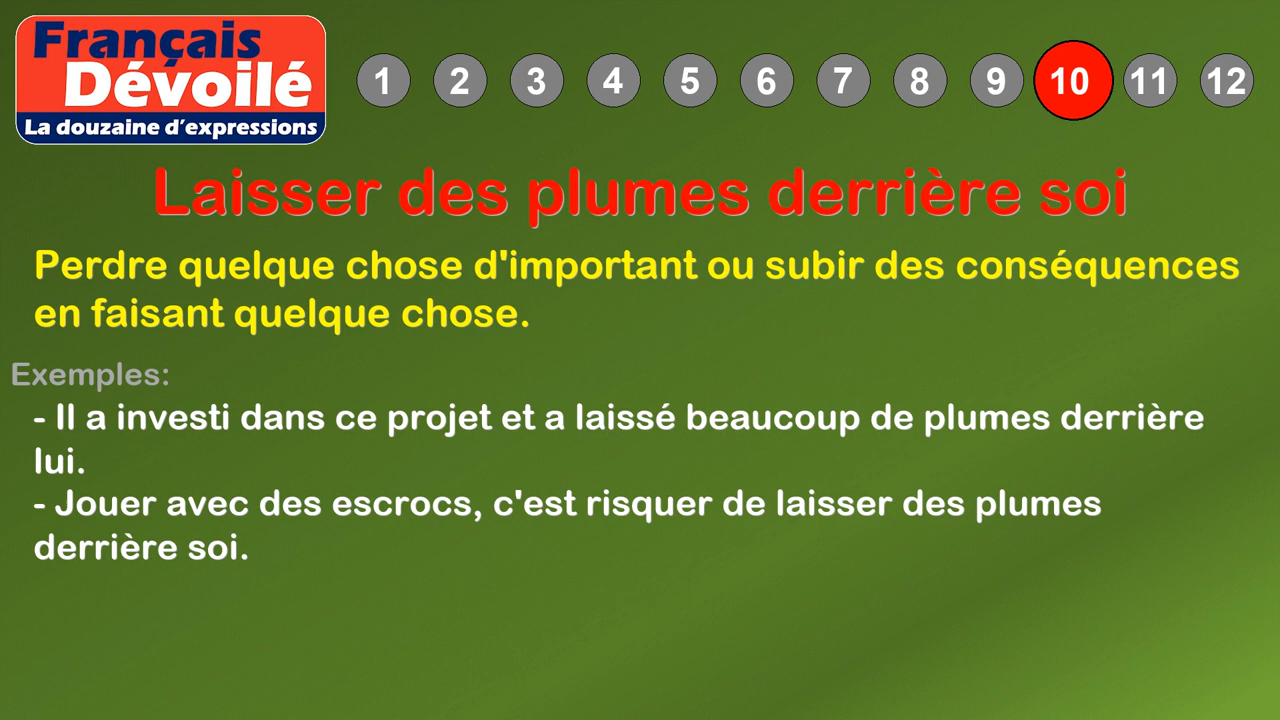 Français
Dévoilé
La douzaine d'expressions
1 2 3 4 5 6 7 8 9 10 11 12
Laisser des plumes derrière soi
Perdre quelque chose d'important ou subir des conséquences
en faisant quelque chose.
Exemples:
- Il a investi dans ce projet et a laissé beaucoup de plumes derrière
lui.
- Jouer avec des escrocs, c'est risquer de laisser des plumes
derrière soi.